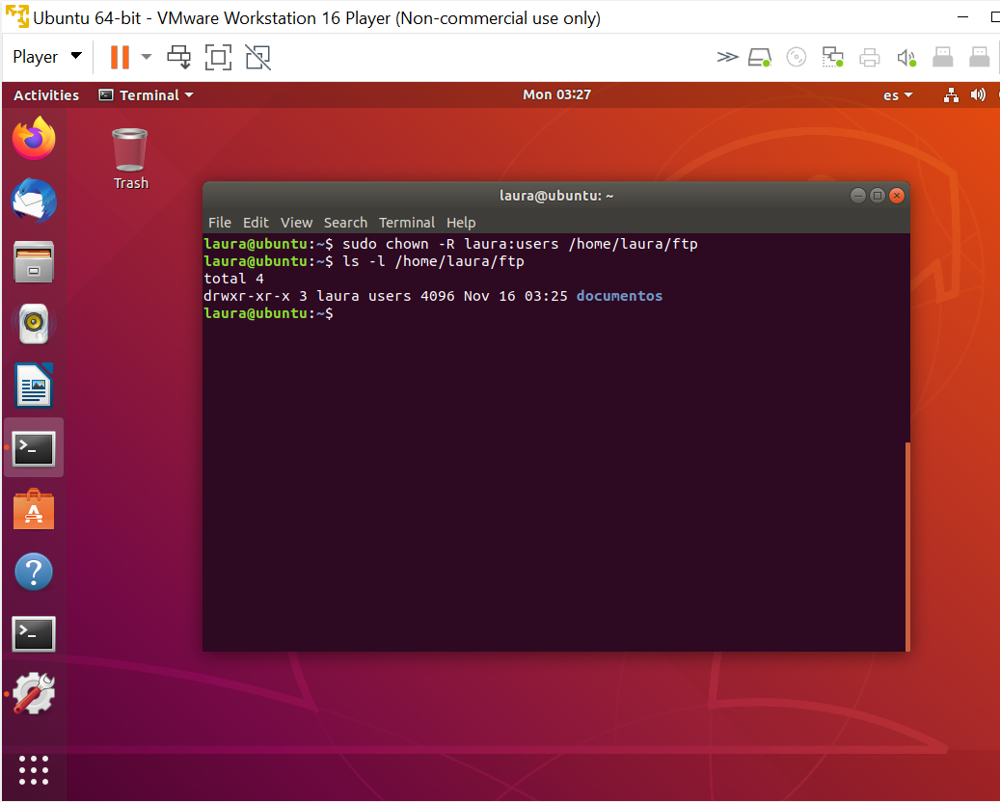 Ubuntu 64-bit - VMware Workstation 16 Player (Non-commercial use only)
Player
Activities Terminal Mon 03:27 es
Trash
laura@ubuntu: ~
File Edit View Search Terminal Help
laura@ubuntu:~$ sudo chown -R laura:users /home/laura/ftp
laura@ubuntu:~$ ls -l /home/laura/ftp
total 4
drwxr-xr-x 3 laura users 4096 Nov 16 03:25 documentos
laura@ubuntu:~$